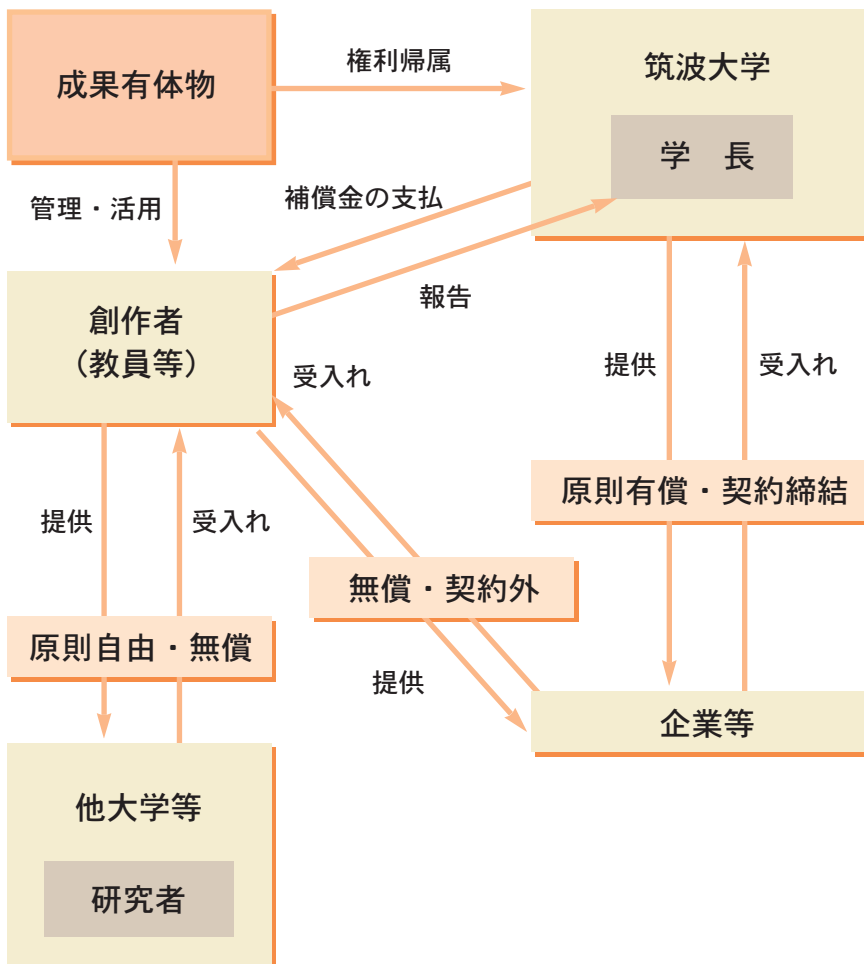 成果有体物
権利帰属
筑波大学
学　長
管理・活用
補償金の支払
報告
創作者
（教員等）
受入れ
提供
受入れ
原則有償・契約締結
提供
受入れ
無償・契約外
原則自由・無償
提供
企業等
他大学等
研究者